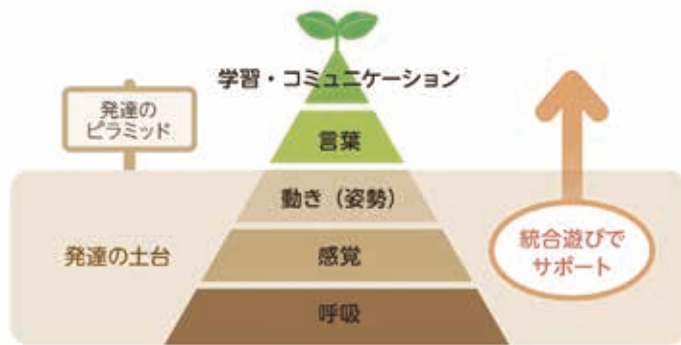 学習・コミュニケーション
発達の
ピラミッド
言葉
動き（姿勢）
発達の土台
感覚
統合遊びで
サポート
呼吸